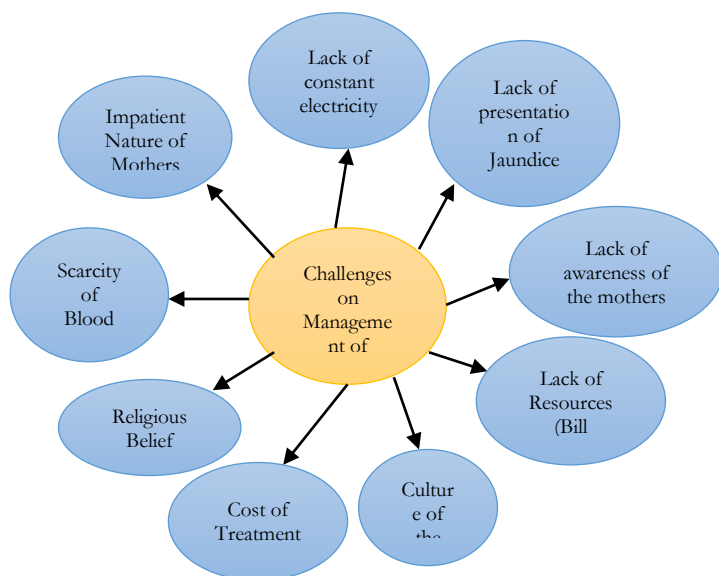 Lack of
constant
electricity
Lack of
presentatio
n of
Jaundice
Impatient
Nature of
Mothers
Lack of
awareness of
the mothers
Scarcity
of
Blood
Challenges
on
Manageme
nt of
Lack of
Resources
(Bill
Religious
Belief
Cost of
Treatment
Cultur
e of
the